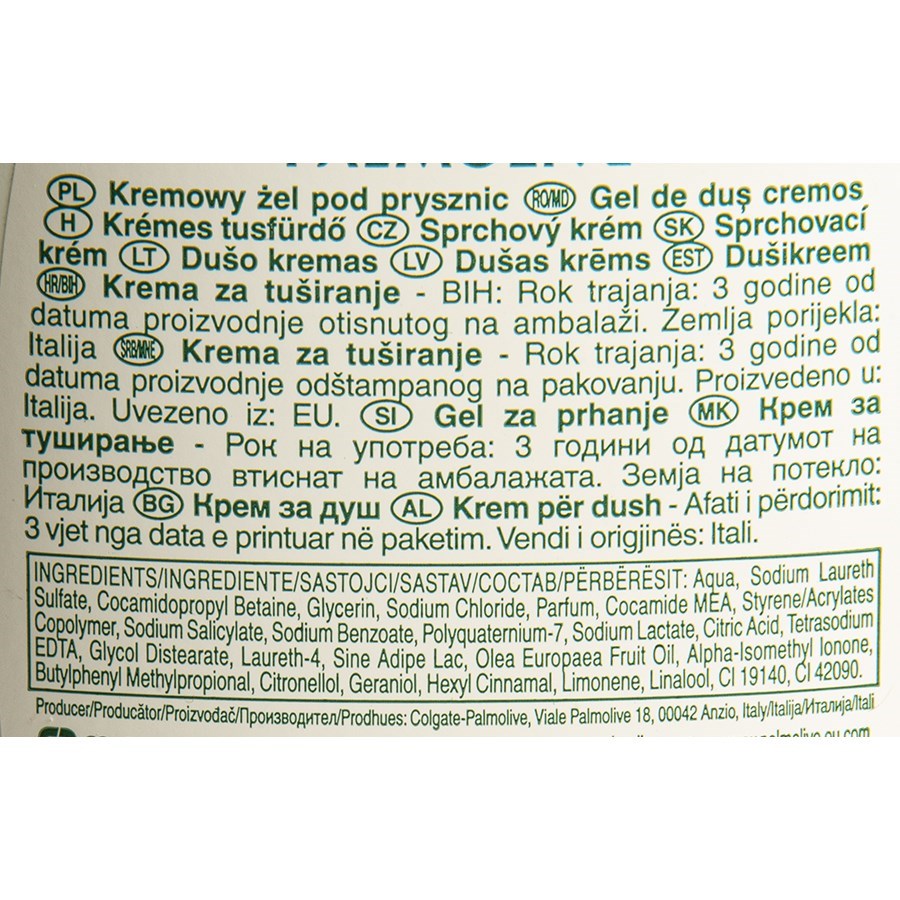 PALMOLIVE
PL Kremowy żel pod prysznic RO/MD Gel de duș cremos
H Krémes tusfürdő CZ Sprchový krém SK Sprchovací
krém LT Dušo kremas LV Dušas krēms EST Dušikreem
HR/BIH Krema za tuširanje - BIH: Rok trajanja: 3 godine od
datuma proizvodnje otisnutog na ambalaži. Zemlja porijekla:
Italija SRB/MNE Krema za tuširanje - Rok trajanja: 3 godine od
datuma proizvodnje odštampanog na pakovanju. Proizvedeno u:
Italija. Uvezeno iz: EU. SI Gel za prhanje MK Крем за
туширање - Рок на употреба: 3 години од датумот на
производство втиснат на амбалажата. Земја на потекло:
Италија BG Крем за душ AL Krem për dush - Afati i përdorimit:
3 vjet nga data e printuar në paketim. Vendi i origjinës: Itali.
INGREDIENTS/INGREDIENTE/SASTOJCI/SASTAV/СОСТАВ/PËRBËRËSIT: Aqua, Sodium Laureth
Sulfate, Cocamidopropyl Betaine, Glycerin, Sodium Chloride, Parfum, Cocamide MEA, Styrene/Acrylates
Copolymer, Sodium Salicylate, Sodium Benzoate, Polyquaternium-7, Sodium Lactate, Citric Acid, Tetrasodium
EDTA, Glycol Distearate, Laureth-4, Sine Adipe Lac, Olea Europaea Fruit Oil, Alpha-Isomethyl Ionone,
Butylphenyl Methylpropional, Citronellol, Geraniol, Hexyl Cinnamal, Limonene, Linalool, CI 19140, CI 42090.
Producer/Producător/Proizvođač/Производител/Prodhues: Colgate-Palmolive, Viale Palmolive 18, 00042 Anzio, Italy/Italija/Италија/Itali